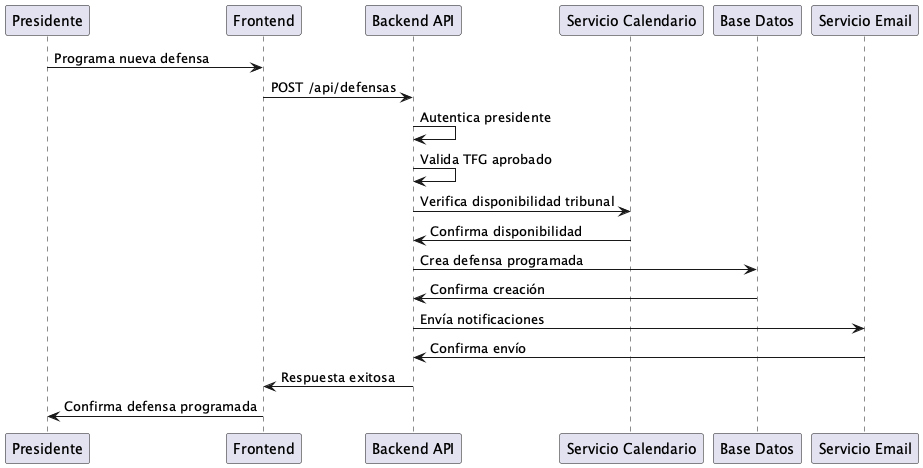 Presidente
Frontend
Backend API
Servicio Calendario
Base Datos
Servicio Email
Programa nueva defensa
POST /api/defensas
Autentica presidente
Valida TFG aprobado
Verifica disponibilidad tribunal
Confirma disponibilidad
Crea defensa programada
Confirma creación
Envía notificaciones
Confirma envío
Respuesta exitosa
Confirma defensa programada
Presidente
Frontend
Backend API
Servicio Calendario
Base Datos
Servicio Email